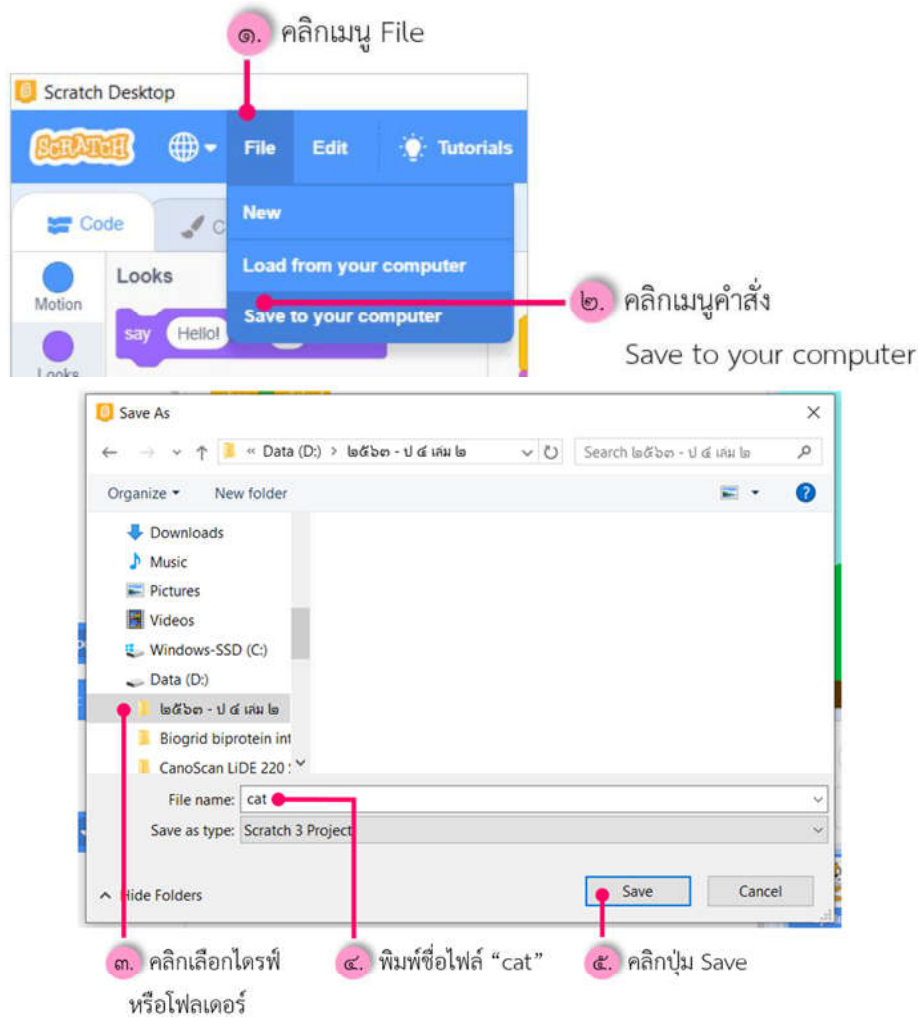 ๑. คลิกเมนู File
Scratch Desktop
SCRATCH File Edit Tutorials
Code
New
Load from your computer
Save to your computer
Motion
Looks
say Hello!
Looks
๒. คลิกเมนูคำสั่ง
Save to your computer
Save As
« Data (D:) > ๒๕๖๓ - ป ๔ เล่ม ๒ Search ๒๕๖๓ - ป ๔ เล่ม ๒
Organize New folder
Downloads
Music
Pictures
Videos
Windows-SSD (C:)
Data (D:)
๒๕๖๓ - ป ๔ เล่ม ๒
Biogrid biprotein int
CanoScan LiDE 220
File name: cat
Save as type: Scratch 3 Project
Hide Folders Save Cancel
๓. คลิกเลือกไดรฟ์
หรือโฟลเดอร์
๔. พิมพ์ชื่อไฟล์ “cat”
๕. คลิกปุ่ม Save